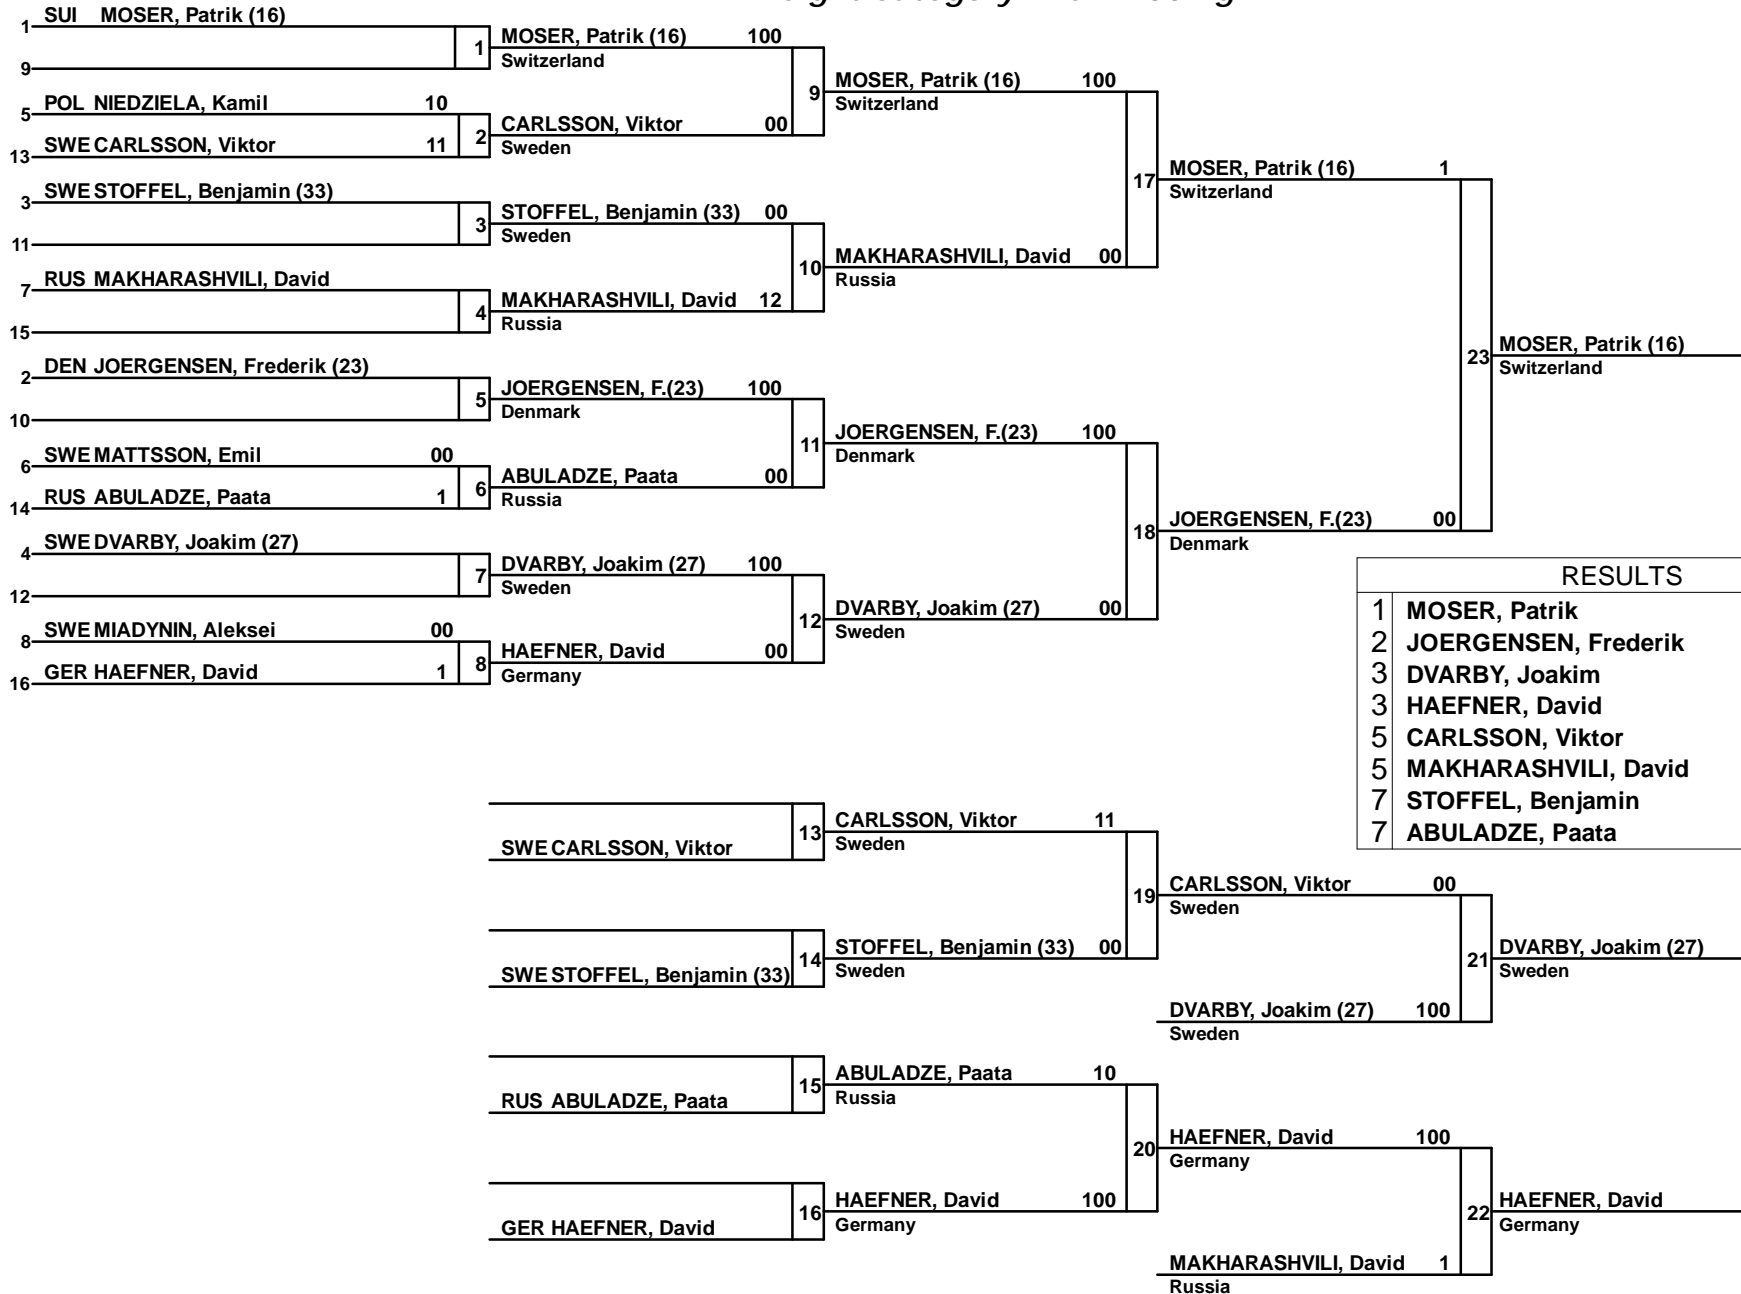 1 SUI MOSER, Patrik (16)
9
1 MOSER, Patrik (16) 100
Switzerland
5 POL NIEDZIELA, Kamil 10
13 SWE CARLSSON, Viktor 11
2 CARLSSON, Viktor 00
Sweden
9 MOSER, Patrik (16) 100
Switzerland
3 SWE STOFFEL, Benjamin (33)
11
3 STOFFEL, Benjamin (33) 00
Sweden
7 RUS MAKHARASHVILI, David
15
4 MAKHARASHVILI, David 12
Russia
10 MAKHARASHVILI, David 00
Russia
17 MOSER, Patrik (16) 1
Switzerland
2 DEN JOERGENSEN, Frederik (23)
10
5 JOERGENSEN, F.(23) 100
Denmark
6 SWE MATTSSON, Emil 00
14 RUS ABULADZE, Paata 1
6 ABULADZE, Paata 00
Russia
11 JOERGENSEN, F.(23) 100
Denmark
4 SWE DVARBY, Joakim (27)
12
7 DVARBY, Joakim (27) 100
Sweden
8 SWE MIADYNIN, Aleksei 00
16 GER HAEFNER, David 1
8 HAEFNER, David 00
Germany
12 DVARBY, Joakim (27) 00
Sweden
18 JOERGENSEN, F.(23) 00
Denmark
23 MOSER, Patrik (16)
Switzerland
RESULTS
1 MOSER, Patrik
2 JOERGENSEN, Frederik
3 DVARBY, Joakim
3 HAEFNER, David
5 CARLSSON, Viktor
5 MAKHARASHVILI, David
7 STOFFEL, Benjamin
7 ABULADZE, Paata
SWE CARLSSON, Viktor
13 CARLSSON, Viktor 11
Sweden
SWE STOFFEL, Benjamin (33)
14 STOFFEL, Benjamin (33) 00
Sweden
19 CARLSSON, Viktor 00
Sweden
DVARBY, Joakim (27) 100
Sweden
21 DVARBY, Joakim (27)
Sweden
RUS ABULADZE, Paata
15 ABULADZE, Paata 10
Russia
GER HAEFNER, David
16 HAEFNER, David 100
Germany
20 HAEFNER, David 100
Germany
MAKHARASHVILI, David 1
Russia
22 HAEFNER, David
Germany